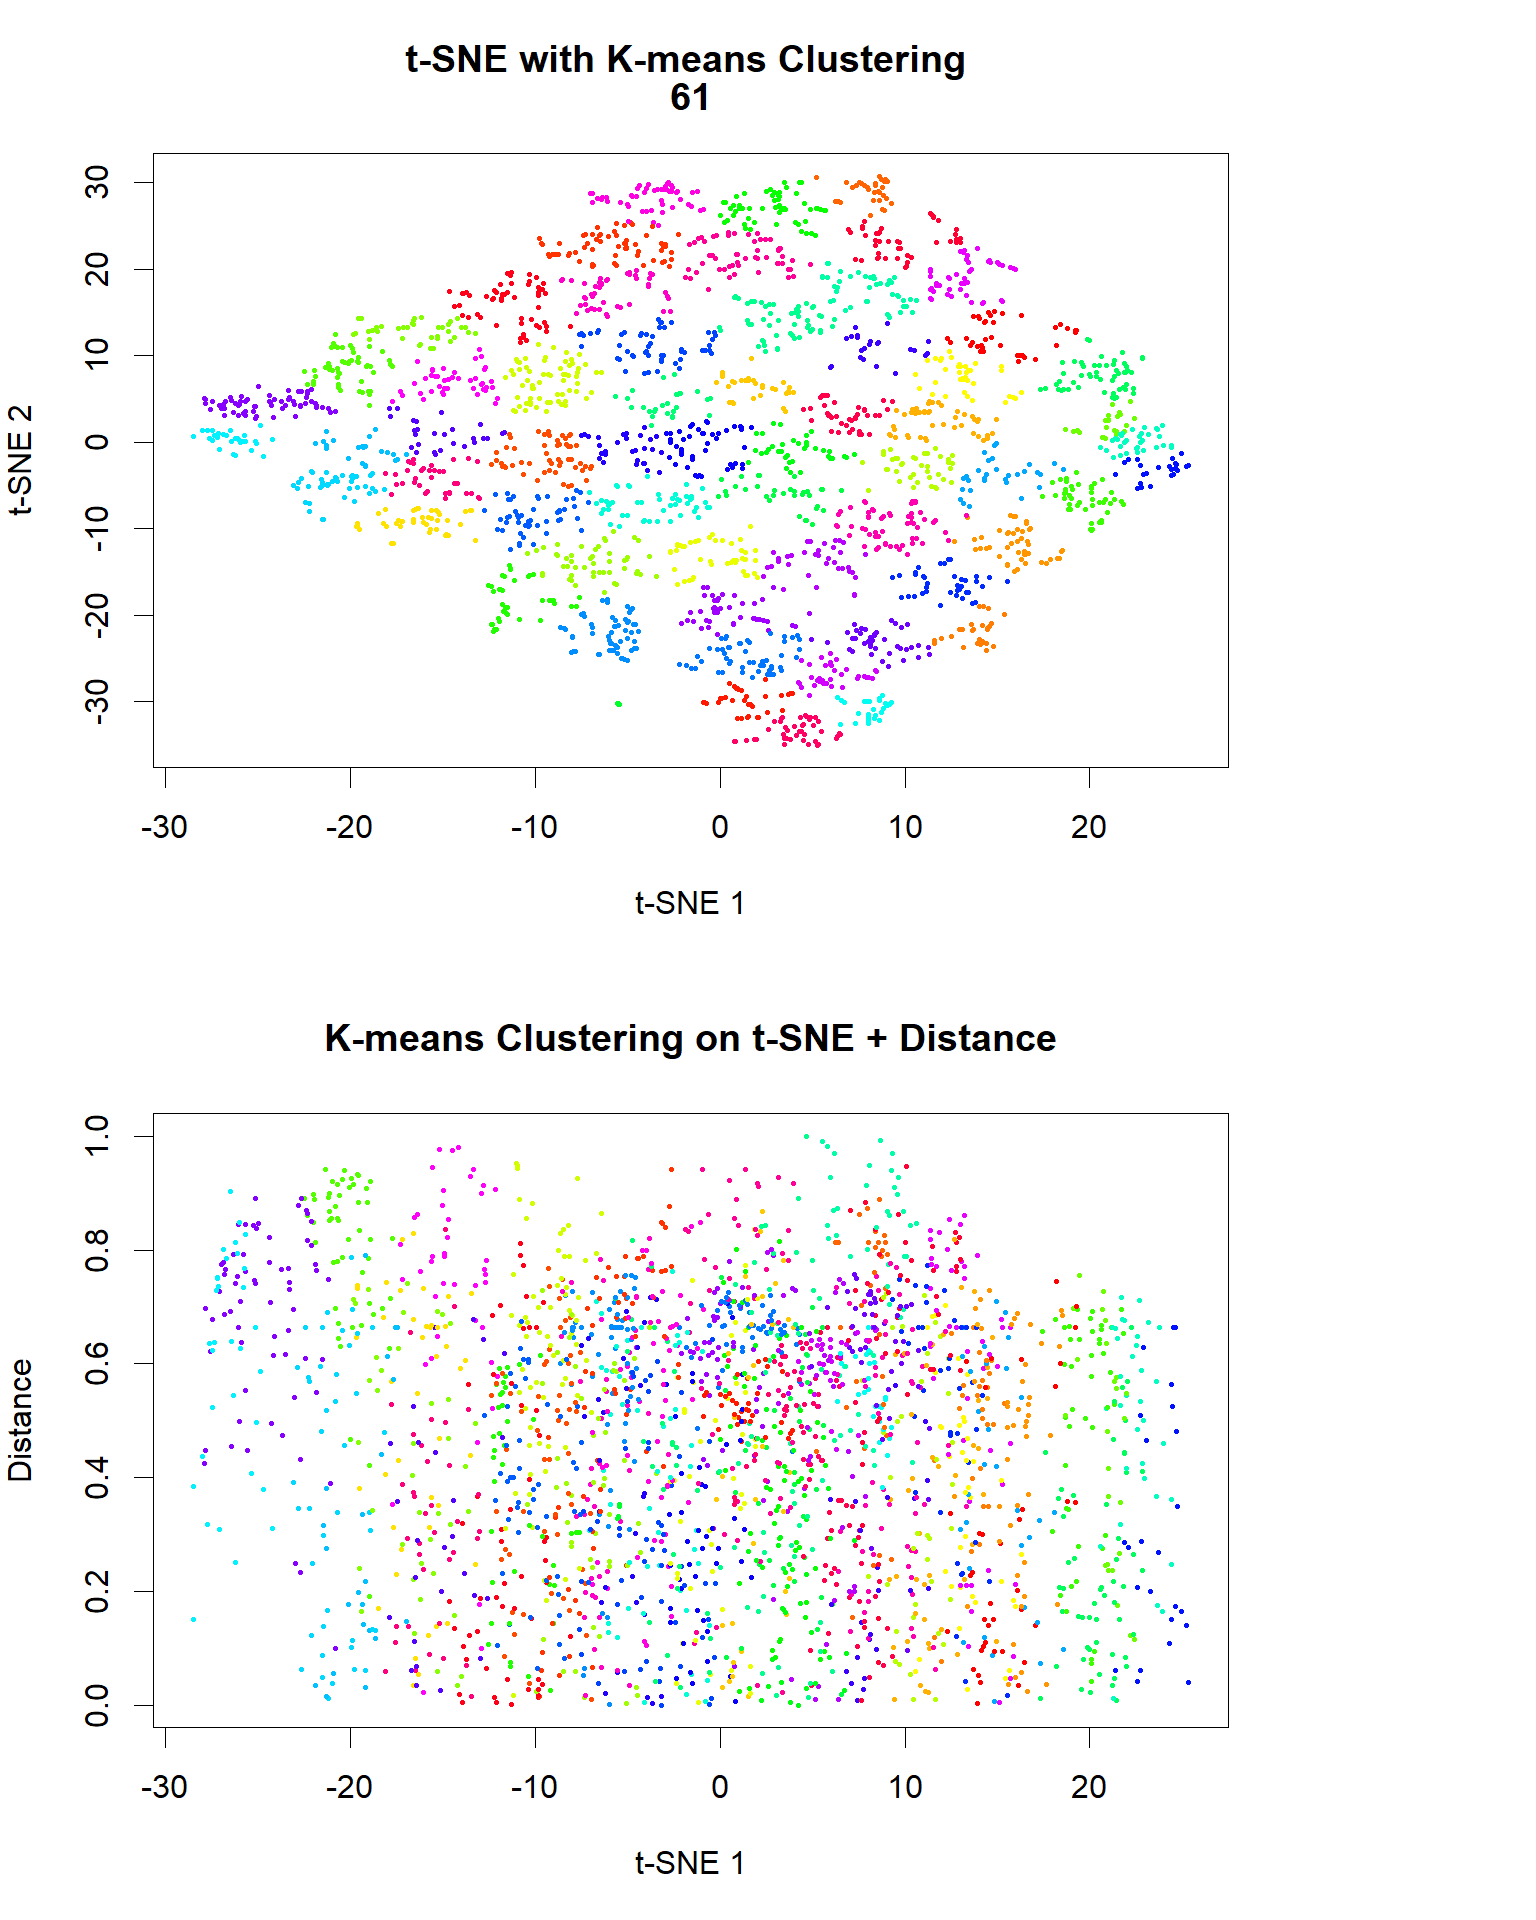 t-SNE with K-means Clustering
61
30
20
10
0
-10
-20
-30
t-SNE 2
-30 -20 -10 0 10 20
t-SNE 1
K-means Clustering on t-SNE + Distance
1.0
0.8
0.6
0.4
0.2
0.0
Distance
-30 -20 -10 0 10 20
t-SNE 1